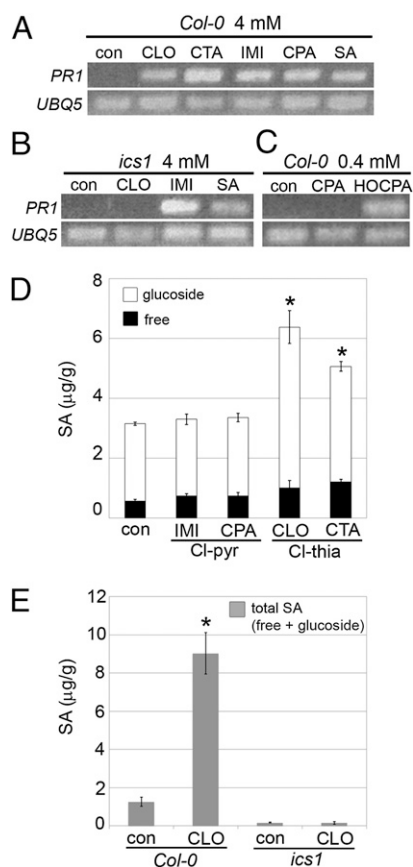 A
Col-0 4 mM
con CLO CTA IMI CPA SA
PR1
UBQ5
B
ics1 4 mM
con CLO IMI SA
PR1
UBQ5
C
Col-0 0.4 mM
con CPA HOCPA
D
8
6
4
2
0
SA (µg/g)
glucoside
free
* *
con IMI CPA CLO CTA
Cl-pyr Cl-thia
E
12
10
8
6
4
2
0
SA (µg/g)
total SA
(free + glucoside)
*
con CLO con CLO
Col-0 ics1